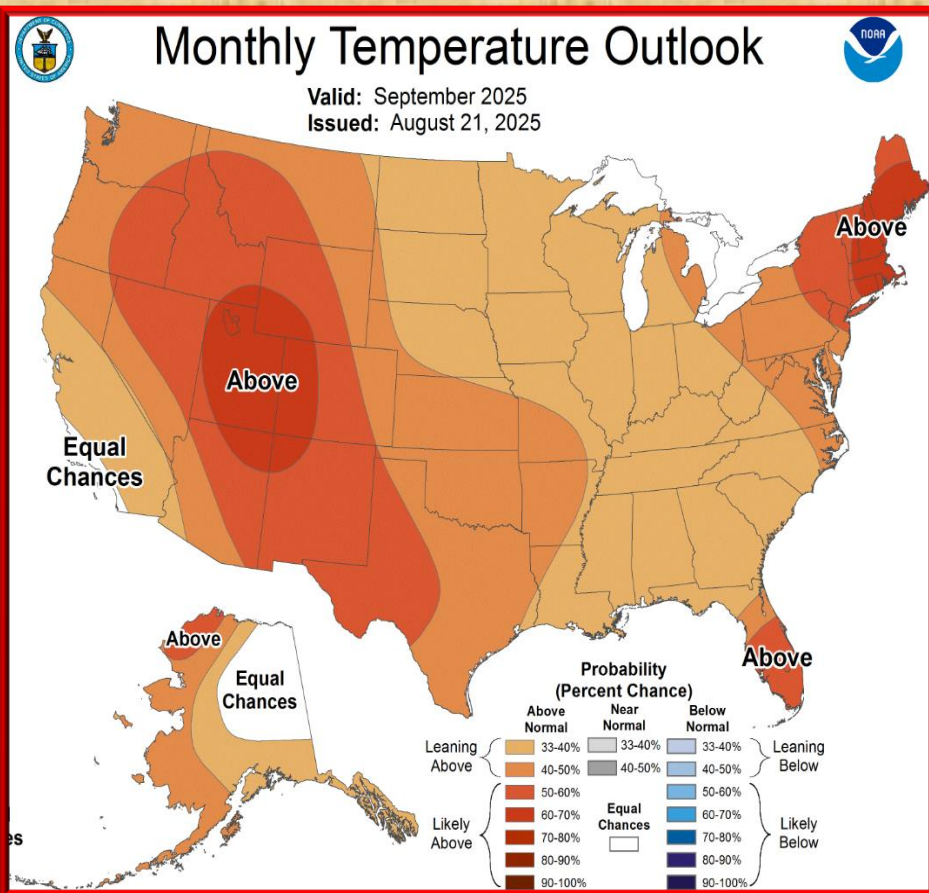 Monthly Temperature Outlook
NOAA
Valid: September 2025
Issued: August 21, 2025
Above
Above
Equal
Chances
Above
Equal
Chances
Above
Probability
(Percent Chance)
Above
Normal
Near
Normal
Below
Normal
Leaning
Above
33-40%
33-40%
33-40%
Leaning
Below
40-50%
40-50%
40-50%
Likely
Above
50-60%
50-60%
Likely
Below
60-70%
Equal
Chances
60-70%
70-80%
70-80%
80-90%
80-90%
90-100%
90-100%
es